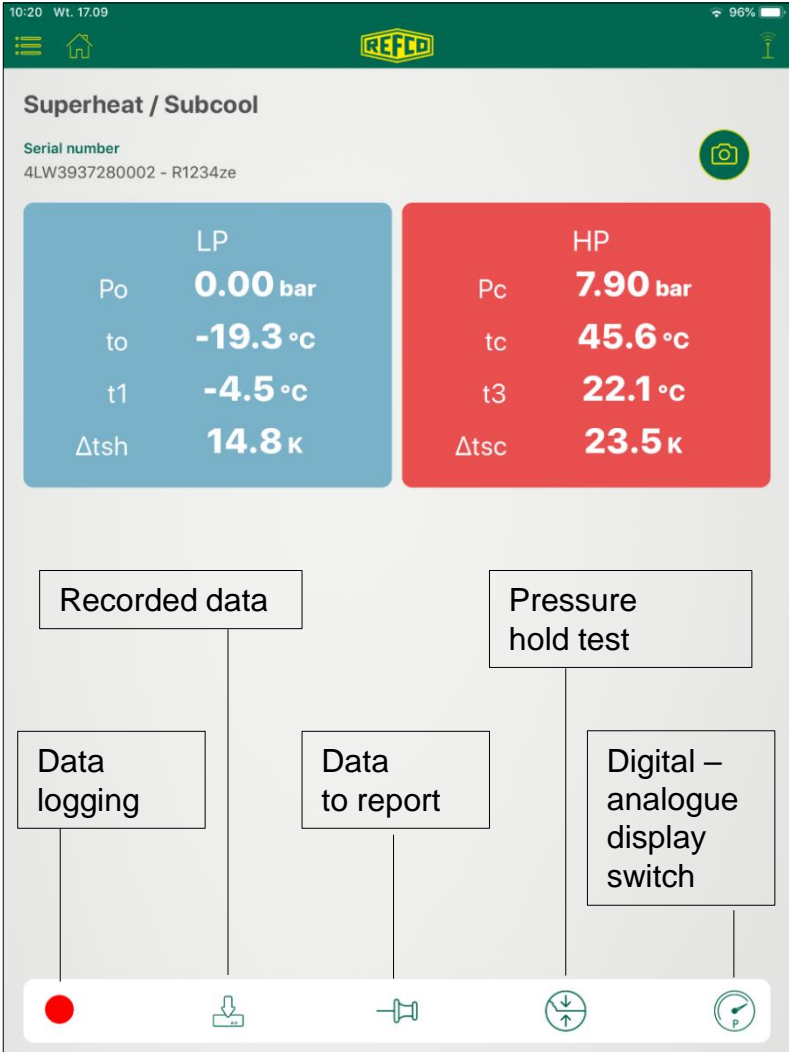 10:20 Wt. 17.09 96%
REFCO
Superheat / Subcool
Serial number
4LW3937280002 - R1234ze
LP
Po 0.00 bar
to -19.3 °C
t1 -4.5 °C
Δtsh 14.8 K
HP
Pc 7.90 bar
tc 45.6 °C
t3 22.1 °C
Δtsc 23.5 K
Recorded data
Pressure
hold test
Data
logging
Data
to report
Digital –
analogue
display
switch
P